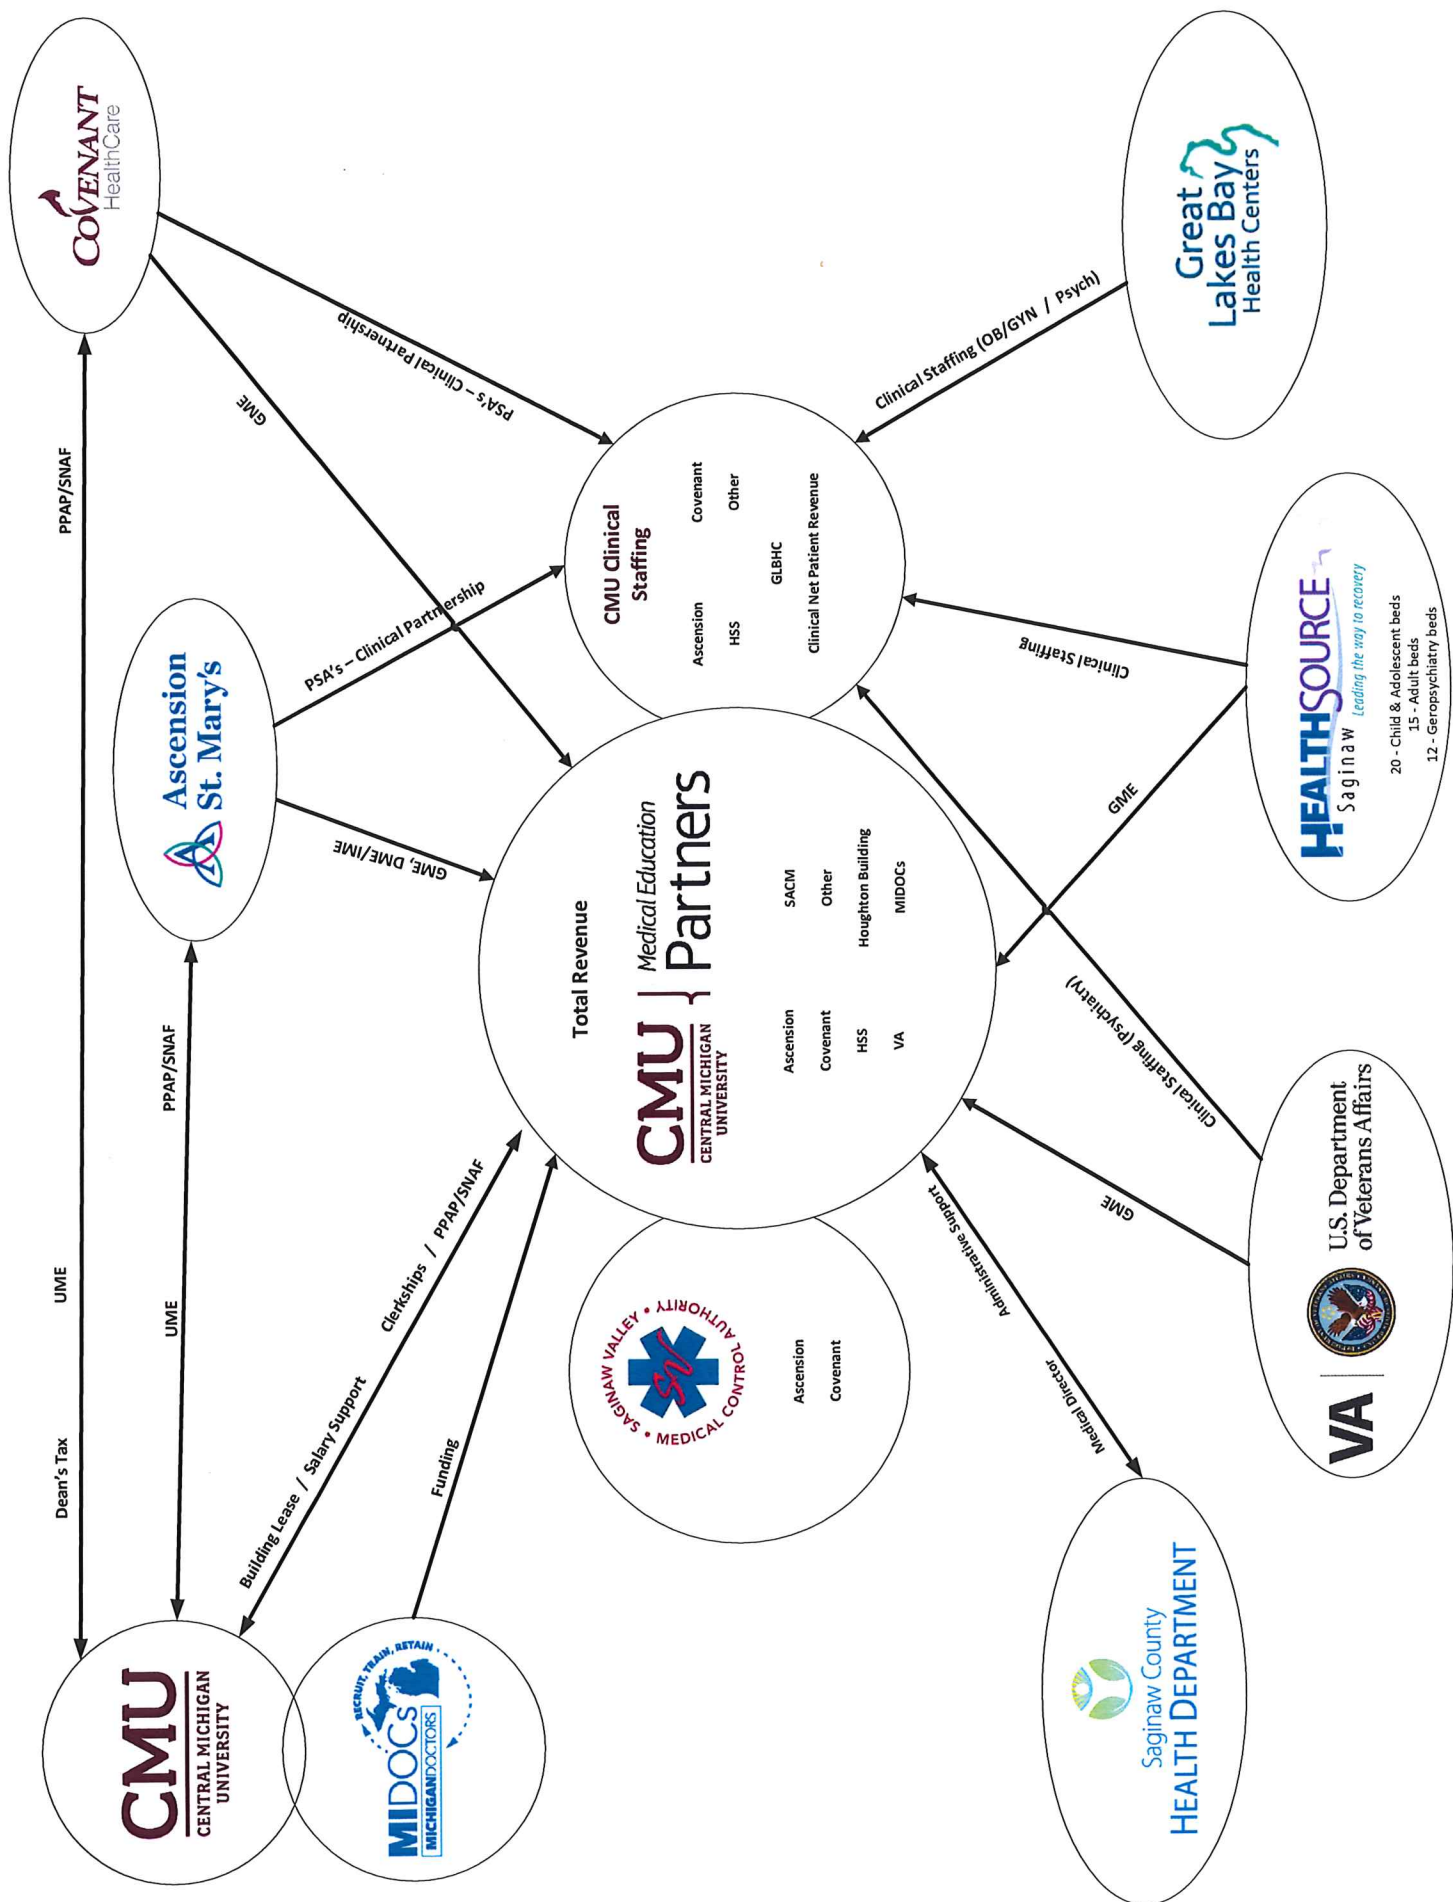 CMU
CENTRAL MICHIGAN
UNIVERSITY
Dean's Tax
UME
PPAP/SNAF
COVENANT
HealthCare
UME
PPAP/SNAF
Ascension
St. Mary's
MIDOCs
MICHIGANDOCTORS
RECRUIT, TRAIN, RETAIN
Building Lease / Salary Support
Clerkships / PPAP/SNAF
Funding
GME, DME/IME
PSA's – Clinical Partnership
GME
PSA's – Clinical Partnership
SAGINAW VALLEY • MEDICAL CONTROL AUTHORITY •
SV
Ascension
Covenant
Total Revenue
CMU
CENTRAL MICHIGAN
UNIVERSITY
Medical Education
Partners
Ascension
SACM
Covenant
Other
HSS
Houghton Building
VA
MIDOCs
CMU Clinical
Staffing
Ascension
Covenant
HSS
Other
GLBHC
Clinical Net Patient Revenue
Medical Director
Administrative Support
GME
Clinical Staffing (Psychiatry)
GME
Clinical Staffing
Clinical Staffing (OB/GYN / Psych)
Saginaw County
HEALTH DEPARTMENT
VA
U.S. Department
of Veterans Affairs
HEALTHSOURCE
Saginaw
Leading the way to recovery
20 - Child & Adolescent beds
15 - Adult beds
12 - Geropsychiatry beds
Great
Lakes Bay
Health Centers